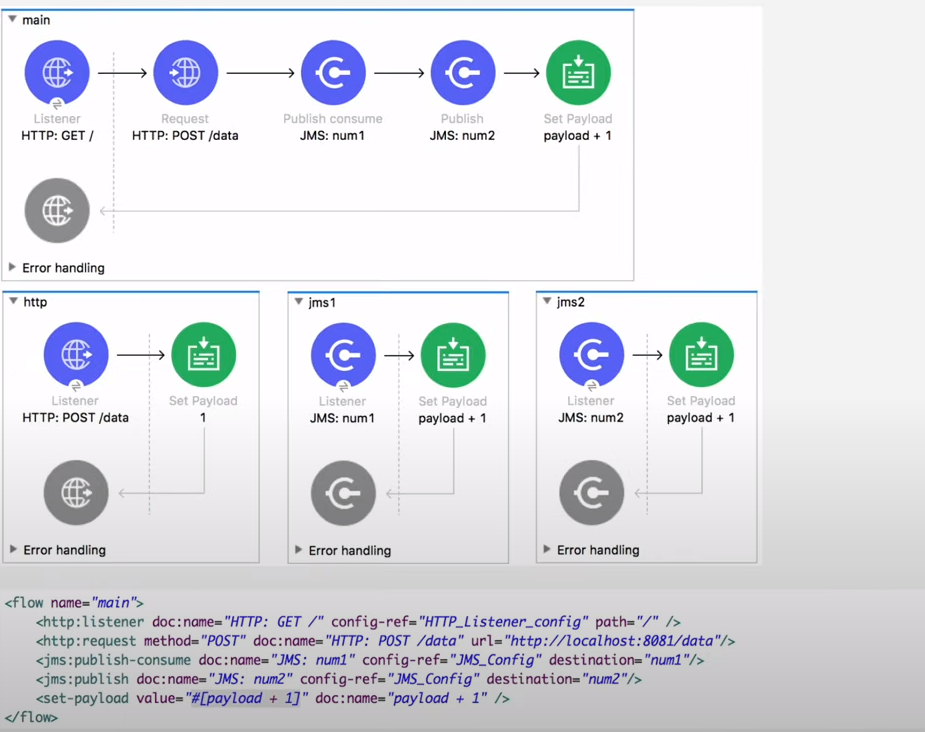 main
Listener
HTTP: GET /
Request
HTTP: POST /data
Publish consume
JMS: num1
Publish
JMS: num2
Set Payload
payload + 1
Error handling
http
Listener
HTTP: POST /data
Set Payload
1
Error handling
jms1
Listener
JMS: num1
Set Payload
payload + 1
Error handling
jms2
Listener
JMS: num2
Set Payload
payload + 1
Error handling
<flow name="main">
<http:listener doc:name="HTTP: GET /" config-ref="HTTP_Listener_config" path="/" />
<http:request method="POST" doc:name="HTTP: POST /data" url="http://localhost:8081/data"/>
<jms:publish-consume doc:name="JMS: num1" config-ref="JMS_Config" destination="num1"/>
<jms:publish doc:name="JMS: num2" config-ref="JMS_Config" destination="num2"/>
<set-payload value="#[payload + 1]" doc:name="payload + 1" />
</flow>